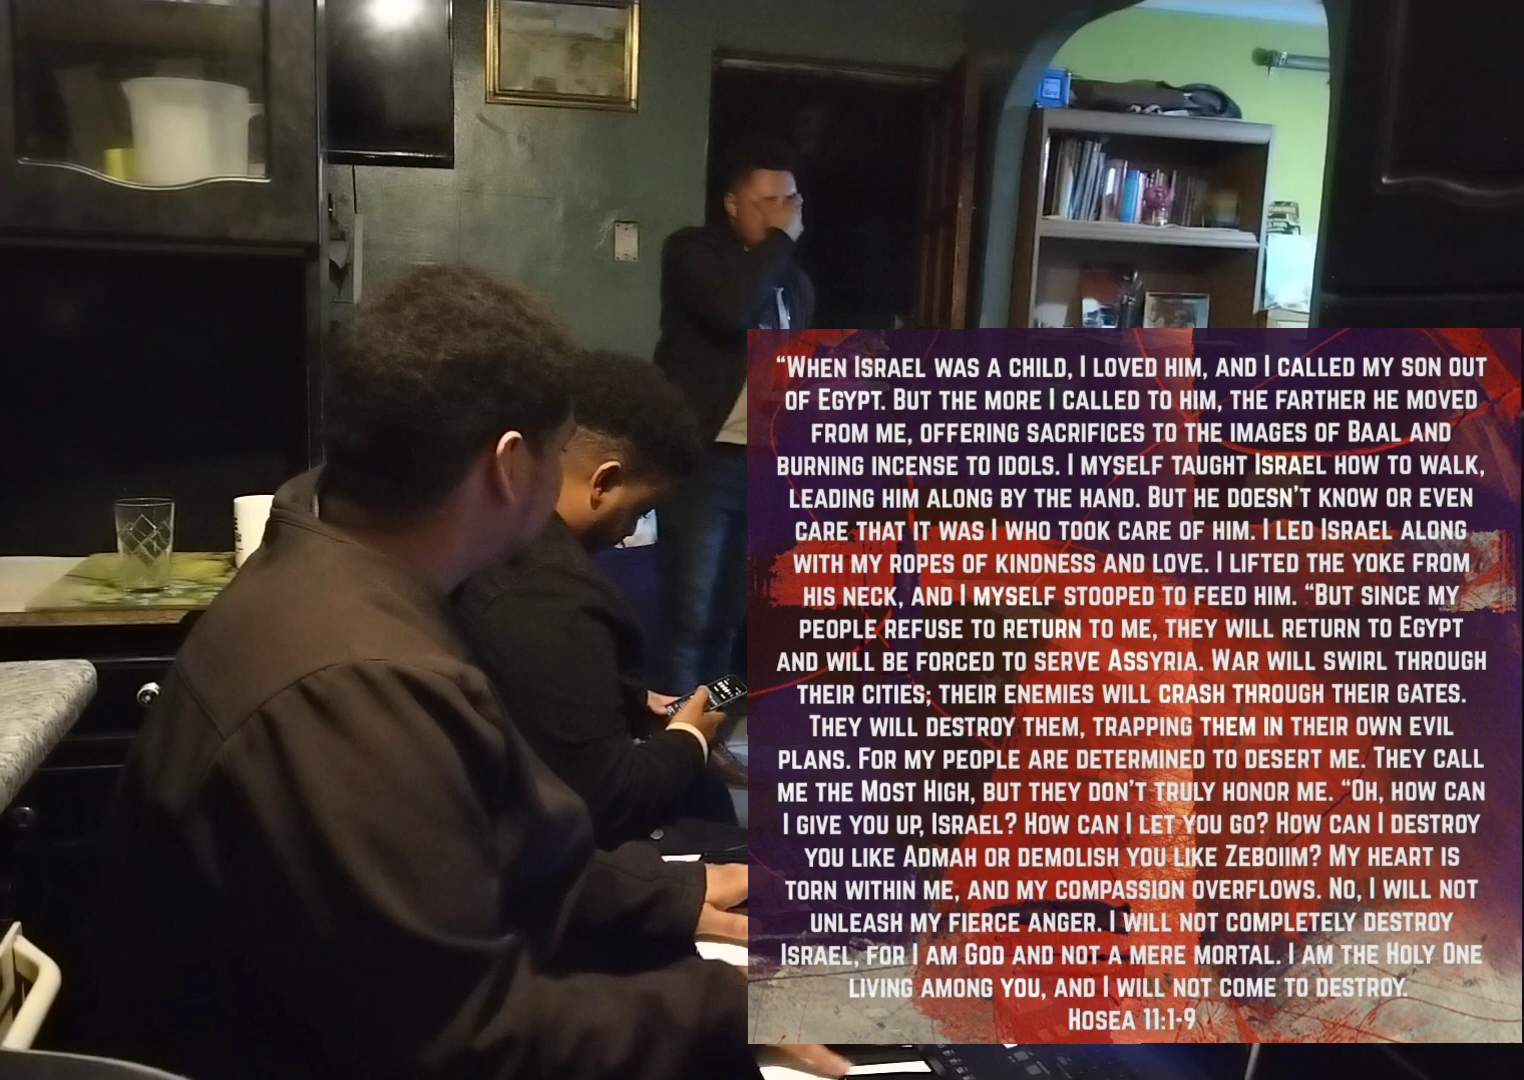 “When Israel was a child, I loved him, and I called my son out
of Egypt. But the more I called to him, the farther he moved
from me, offering sacrifices to the images of Baal and
burning incense to idols. I myself taught Israel how to walk,
leading him along by the hand. But he doesn’t know or even
care that it was I who took care of him. I led Israel along
with my ropes of kindness and love. I lifted the yoke from
his neck, and I myself stooped to feed him. “But since my
people refuse to return to me, they will return to Egypt
and will be forced to serve Assyria. War will swirl through
their cities; their enemies will crash through their gates.
They will destroy them, trapping them in their own evil
plans. For my people are determined to desert me. They call
me the Most High, but they don’t truly honor me. “Oh, how can
I give you up, Israel? How can I let you go? How can I destroy
you like Admah or demolish you like Zeboiim? My heart is
torn within me, and my compassion overflows. No, I will not
unleash my fierce anger. I will not completely destroy
Israel, for I am God and not a mere mortal. I am the Holy One
living among you, and I will not come to destroy.
Hosea 11:1-9